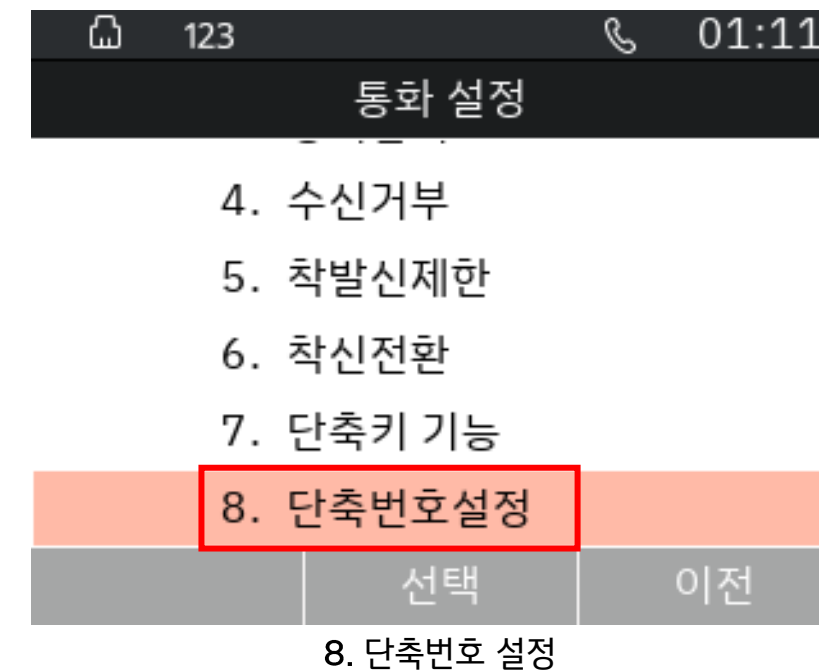 123 01:11
통화 설정
4. 수신거부
5. 착발신제한
6. 착신전환
7. 단축키 기능
8. 단축번호설정
선택 이전
8. 단축번호 설정